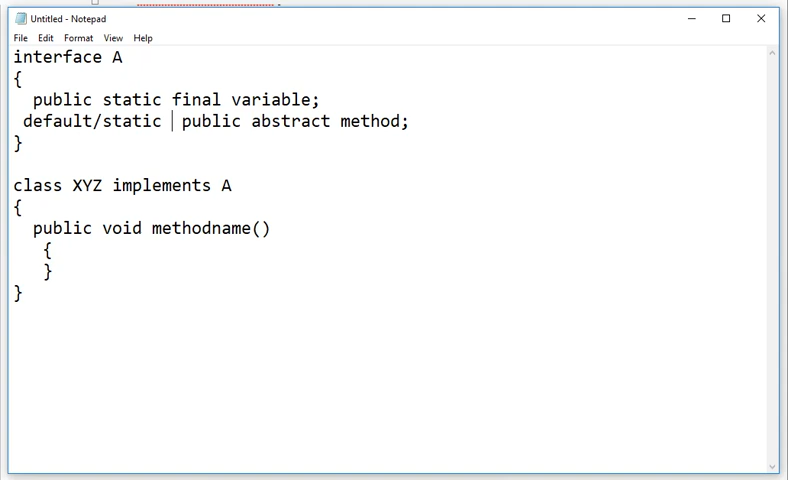 Untitled - Notepad
File Edit Format View Help
interface A
{
public static final variable;
default/static public abstract method;
}
class XYZ implements A
{
public void methodname()
{
}
}